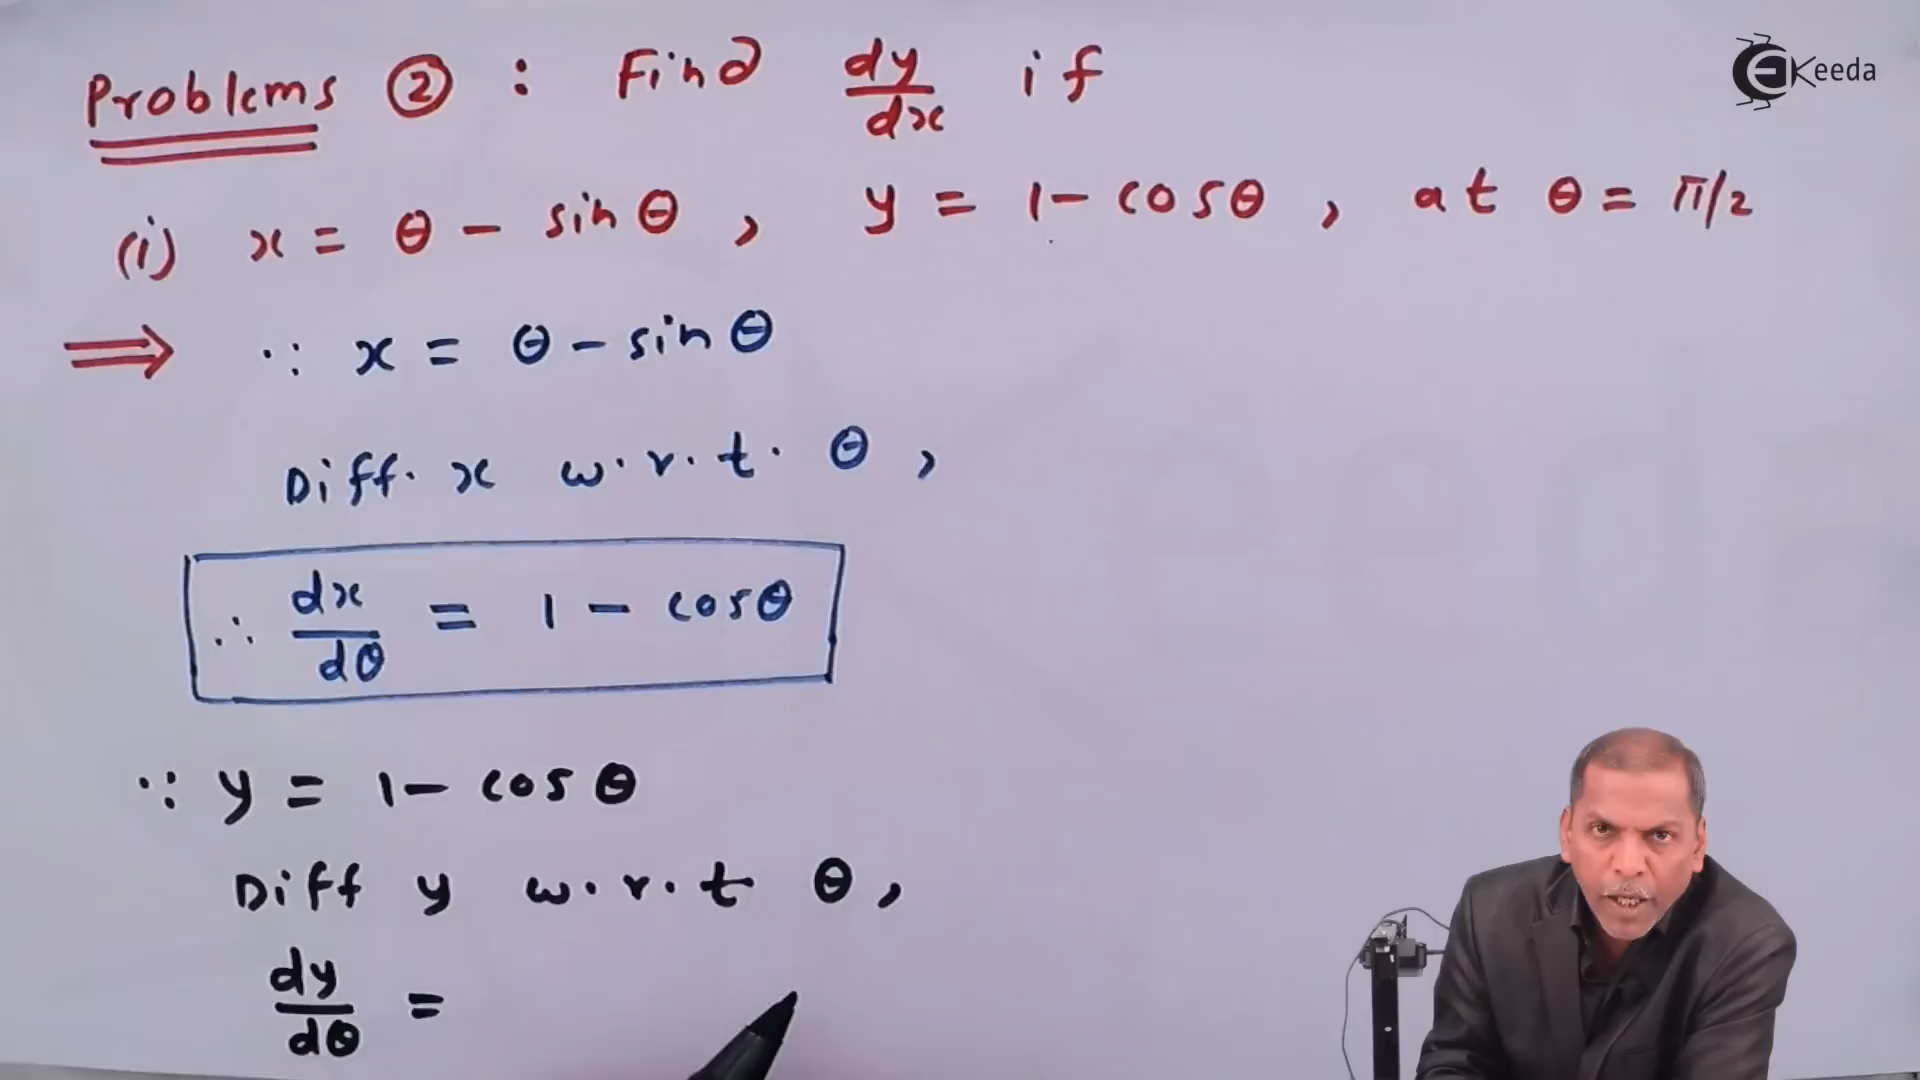 Problems ② : Find dy/dx if
EKeeda
(i) x = θ - sinθ , y = 1 - cosθ , at θ = π/2
⇒ ∵ x = θ - sinθ
Diff. x w.r.t. θ ,
∴ dx/dθ = 1 - cosθ
∵ y = 1 - cosθ
Diff y w.r.t θ ,
dy/dθ =